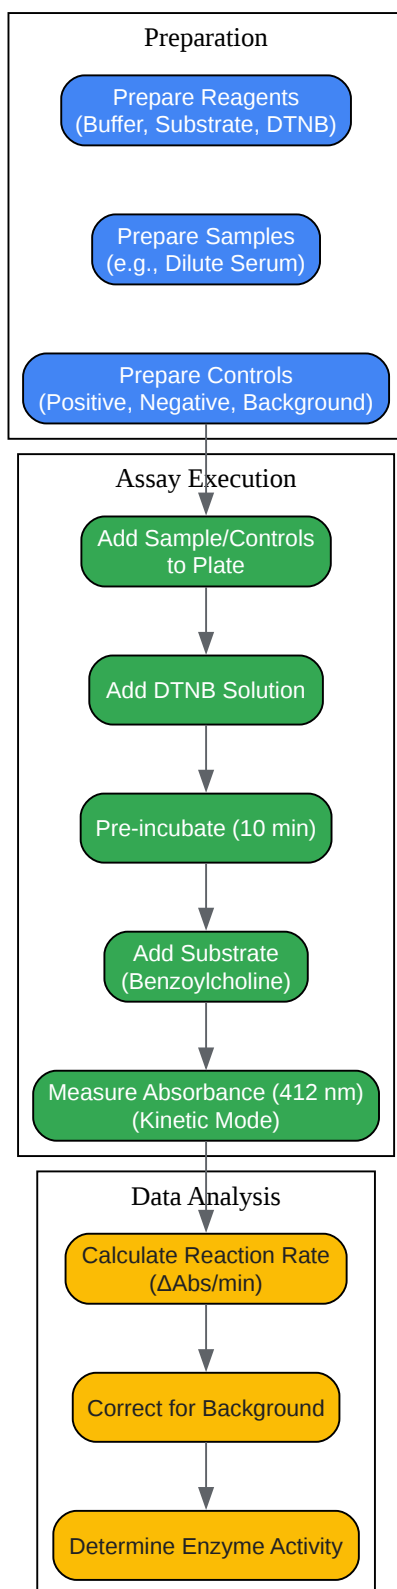 Preparation
Prepare Reagents
(Buffer, Substrate, DTNB)
Prepare Samples
(e.g., Dilute Serum)
Prepare Controls
(Positive, Negative, Background)
Assay Execution
Add Sample/Controls
to Plate
Add DTNB Solution
Pre-incubate (10 min)
Add Substrate
(Benzoylcholine)
Measure Absorbance (412 nm)
(Kinetic Mode)
Data Analysis
Calculate Reaction Rate
(ΔAbs/min)
Correct for Background
Determine Enzyme Activity